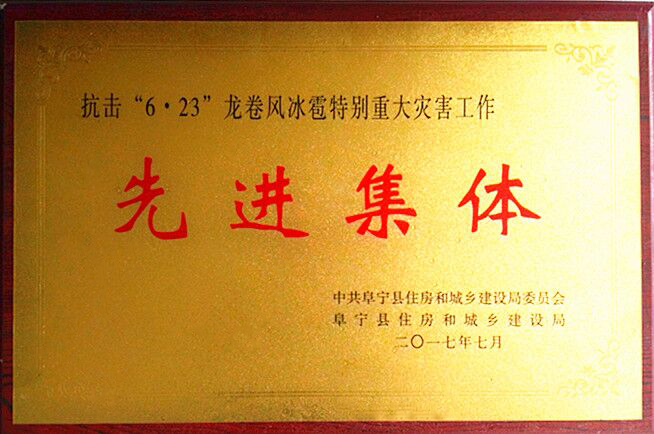 抗击“6·23”龙卷风冰雹特别重大灾害工作
先进集体
中共阜宁县住房和城乡建设局委员会
阜宁县住房和城乡建设局
二〇一七年七月